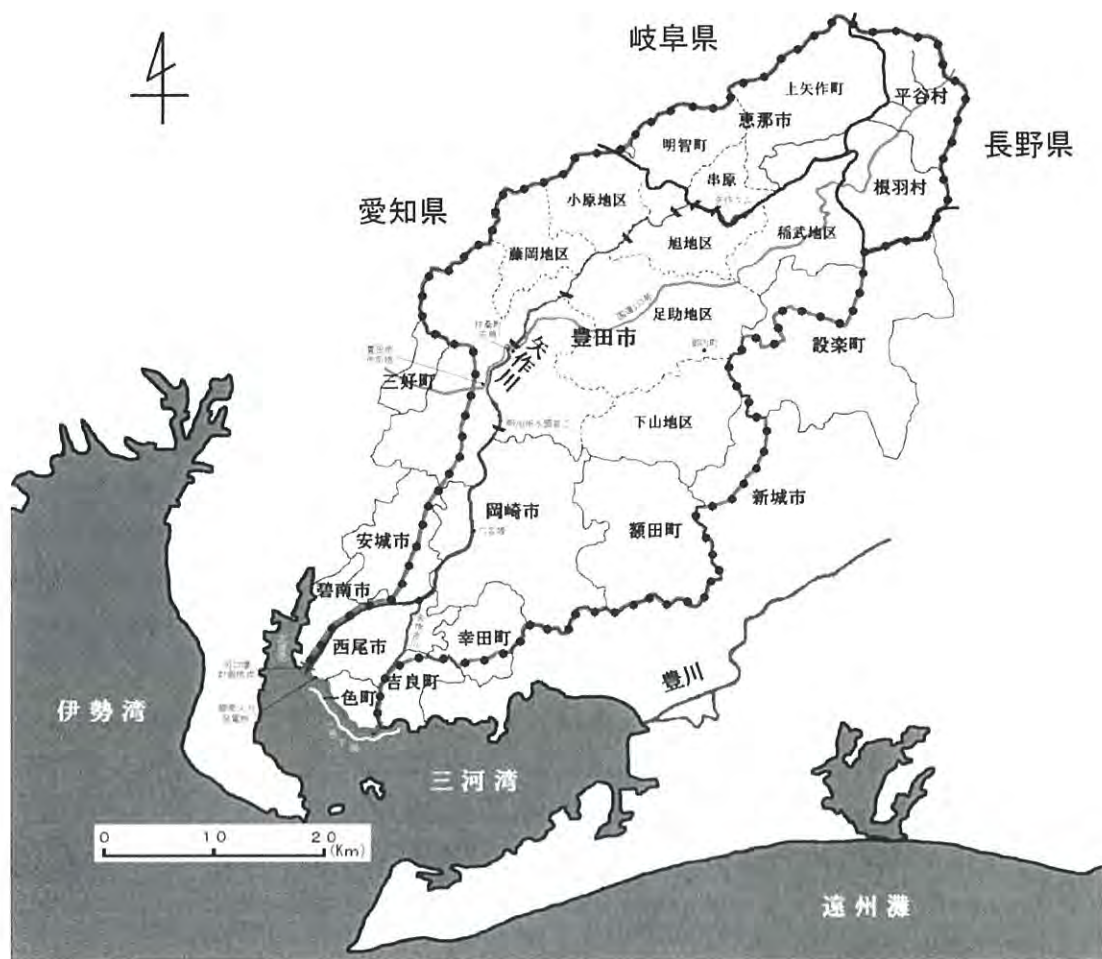 岐阜県
上矢作町
平谷村
恵那市
明智町
長野県
串原
根羽村
愛知県
小原地区
旭地区
稲武地区
藤岡地区
足助地区
豊田市
矢作川
設楽町
三好町
下山地区
岡崎市
新城市
額田町
安城市
碧南市
西尾市
幸田町
吉良町
豊川
一色町
伊勢湾
三河湾
0 10 20
(Km)
遠州灘